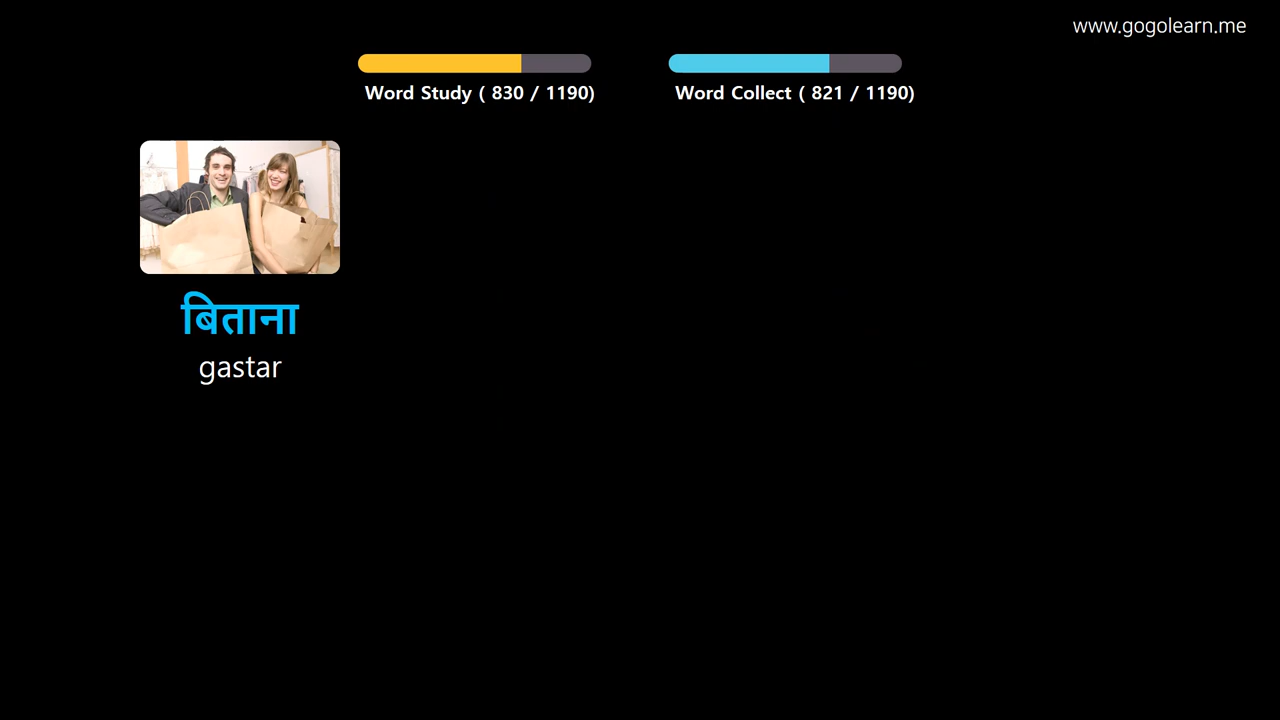 www.gogolearn.me
Word Study ( 830 / 1190)
Word Collect ( 821 / 1190)
बिताना
gastar